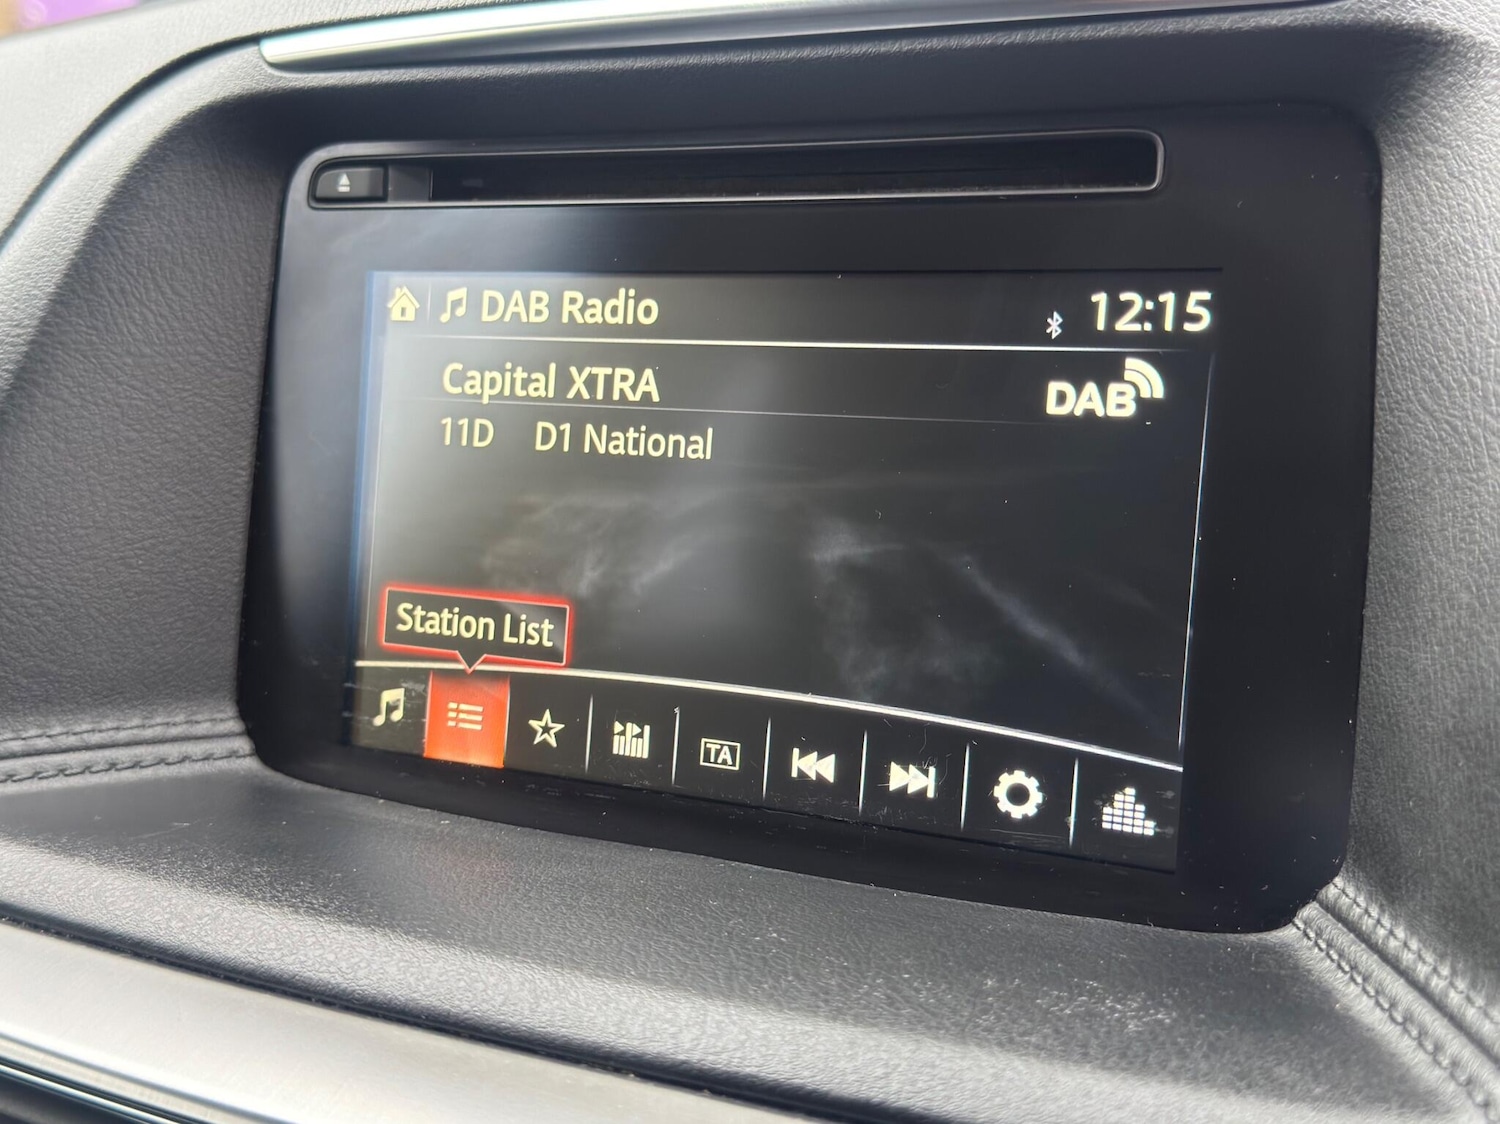 DAB Radio
12:15
Capital XTRA
DAB
11D D1 National
Station List
TA